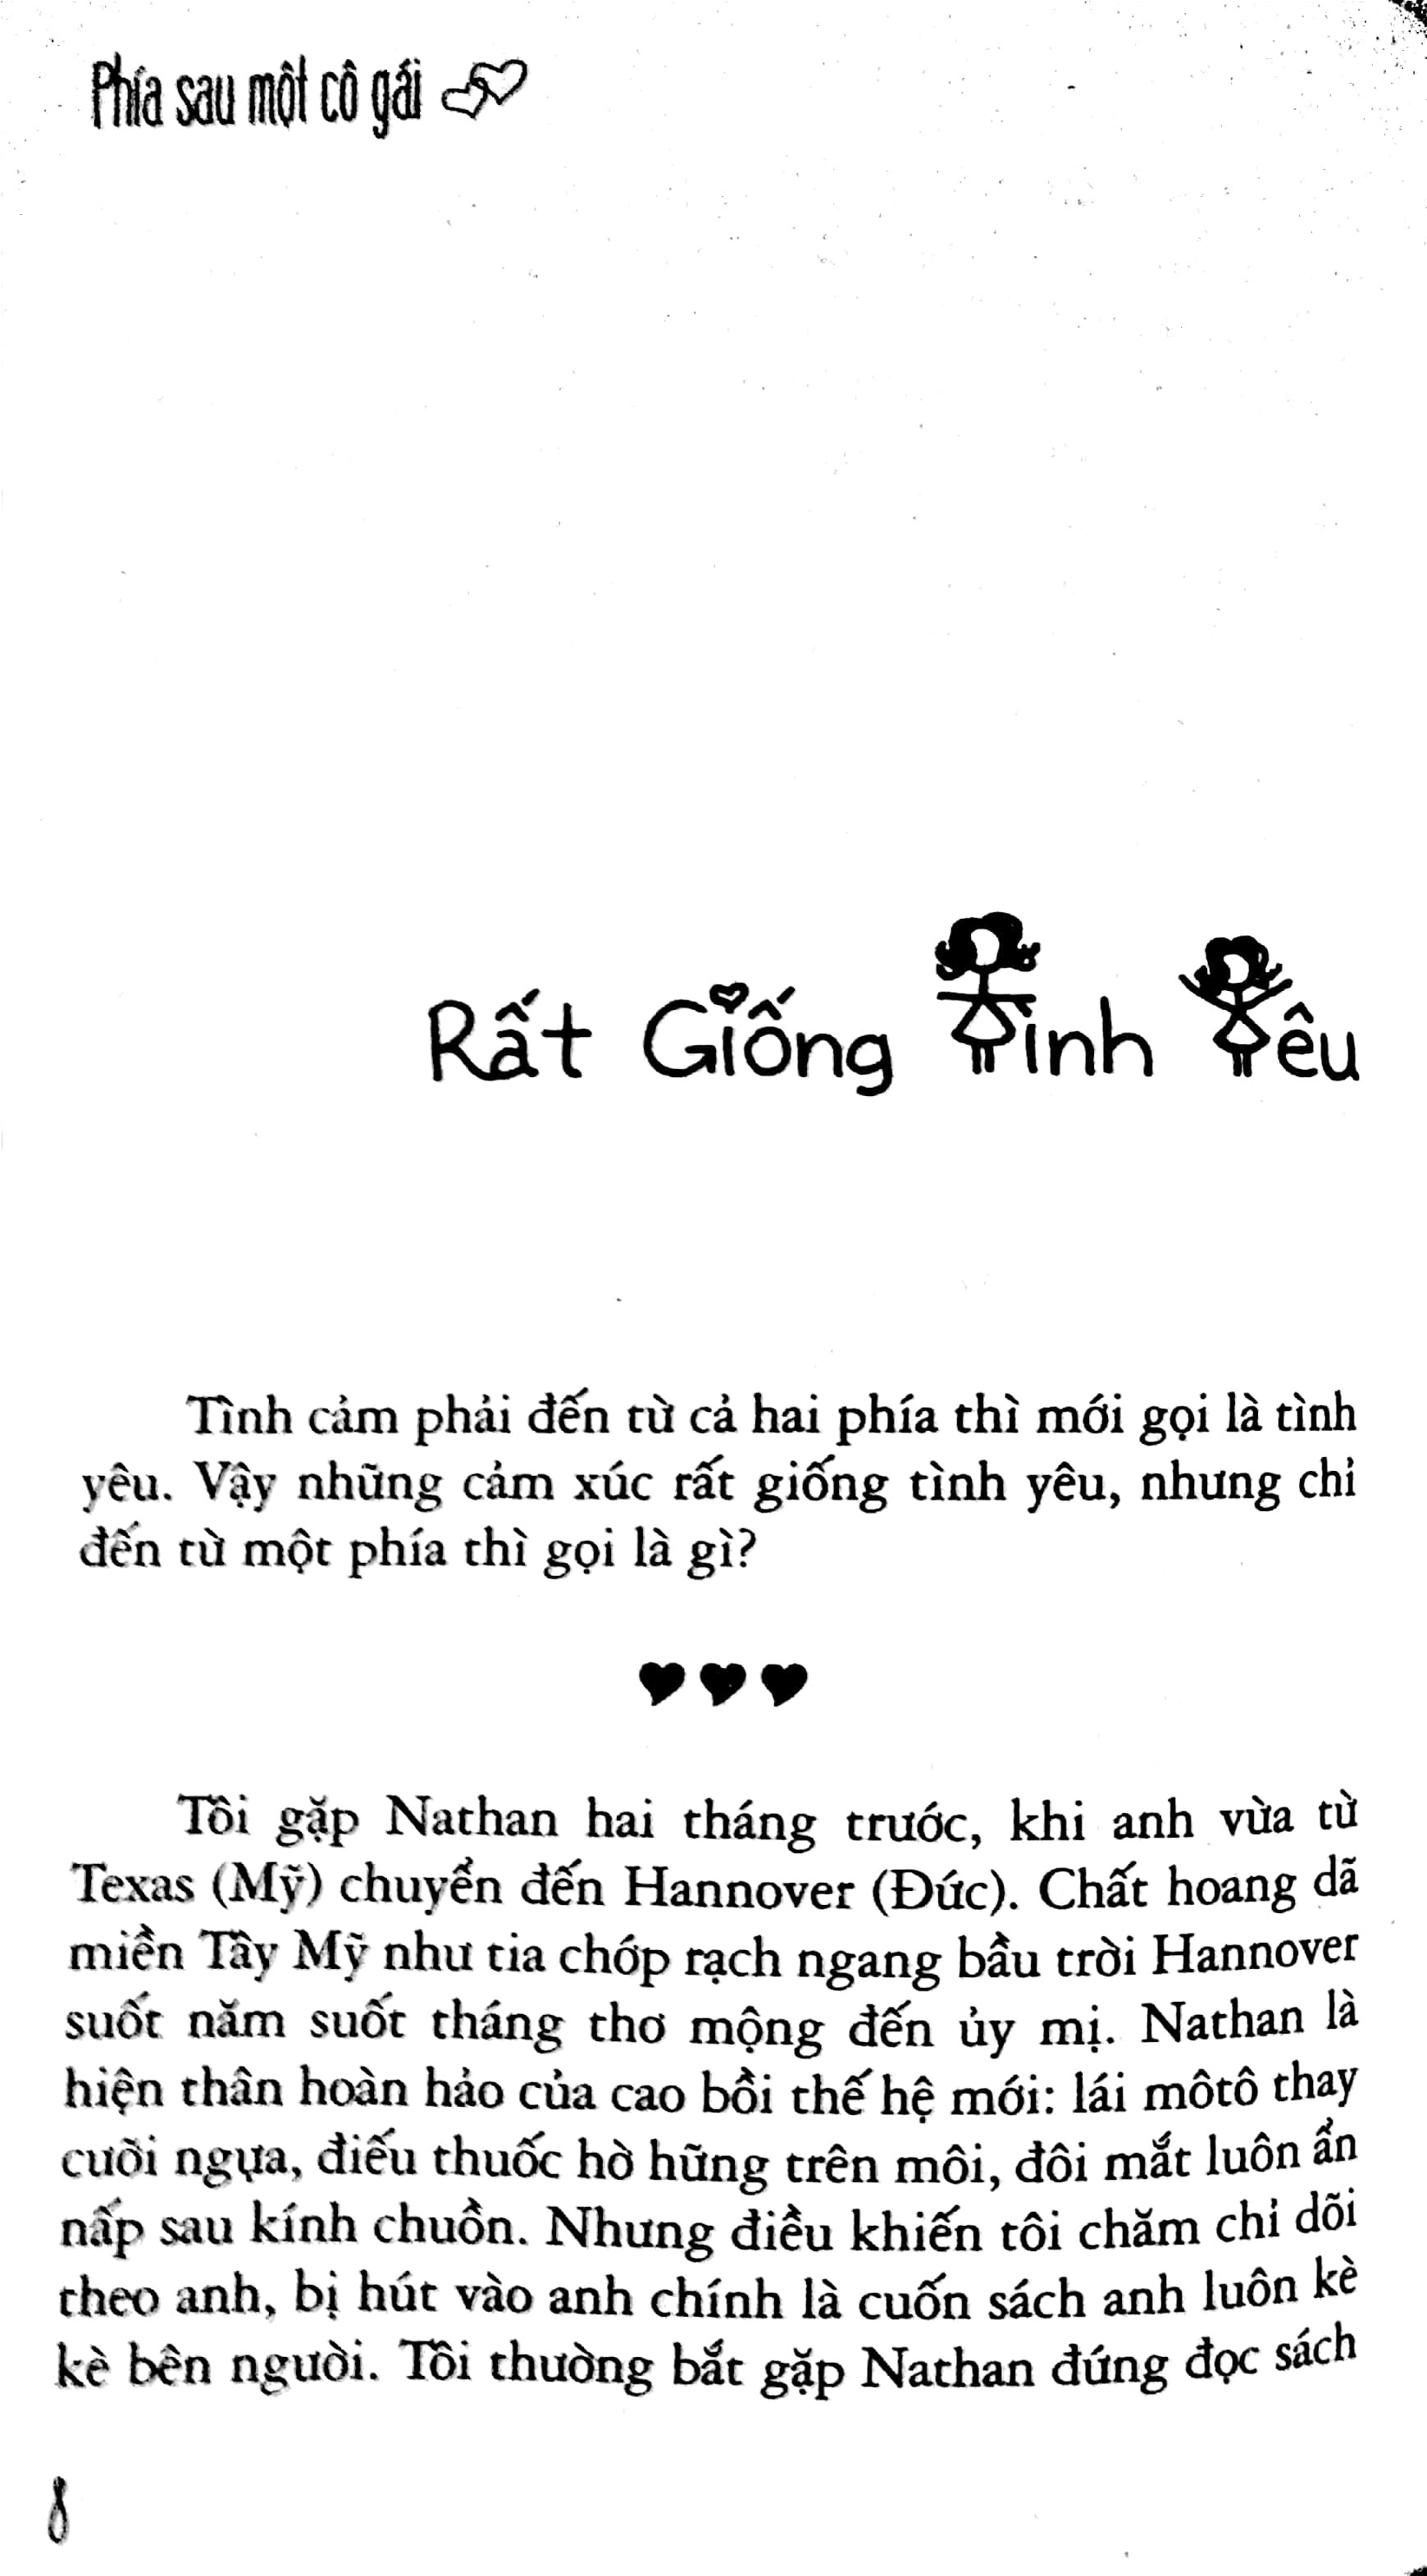 Phía sau một cô gái
Rất Giống Tình Yêu
Tình cảm phải đến từ cả hai phía thì mới gọi là tình
yêu. Vậy những cảm xúc rất giống tình yêu, nhưng chỉ
đến từ một phía thì gọi là gì?
Tôi gặp Nathan hai tháng trước, khi anh vừa từ
Texas (Mỹ) chuyển đến Hannover (Đức). Chất hoang dã
miền Tây Mỹ như tia chớp rạch ngang bầu trời Hannover
suốt năm suốt tháng thơ mộng đến ủy mị. Nathan là
hiện thân hoàn hảo của cao bồi thế hệ mới: lái môtô thay
cưỡi ngựa, điếu thuốc hờ hững trên môi, đôi mắt luôn ẩn
nấp sau kính chuồn. Nhưng điều khiến tôi chăm chỉ dõi
theo anh, bị hút vào anh chính là cuốn sách anh luôn kè
kè bên người. Tôi thường bắt gặp Nathan đứng đọc sách
8